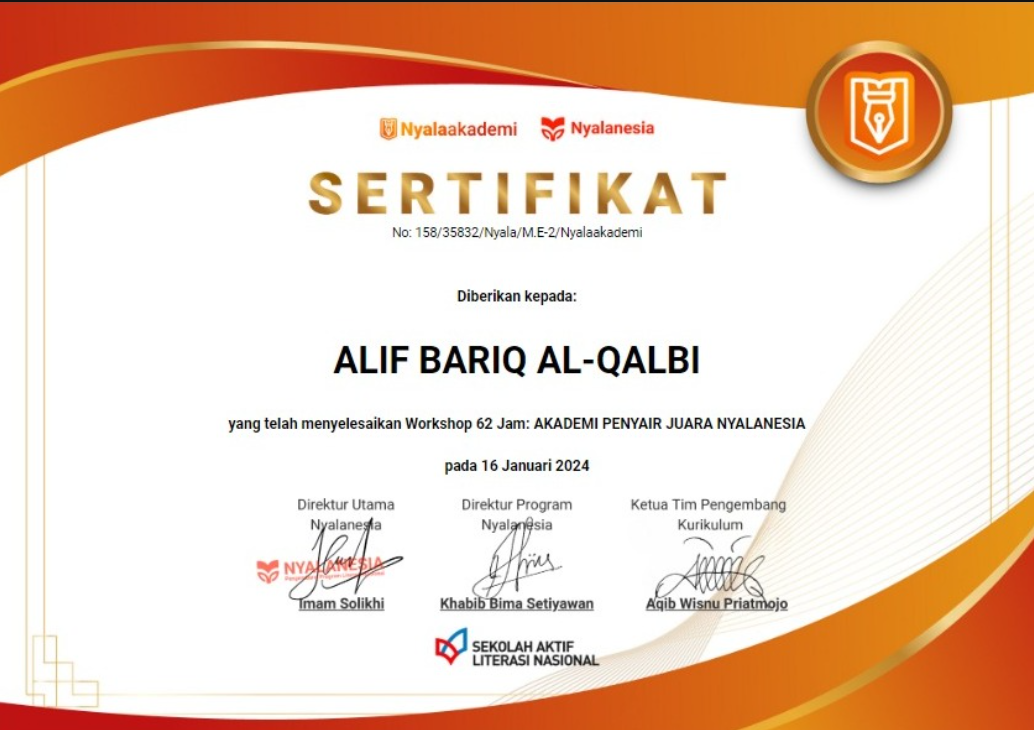 Nyalaakademi Nyalanesia
SERTIFIKAT
No: 158/35832/Nyala/M.E-2/Nyalaakademi
Diberikan kepada:
ALIF BARIQ AL-QALBI
yang telah menyelesaikan Workshop 62 Jam: AKADEMI PENYAIR JUARA NYALANESIA
pada 16 Januari 2024
Direktur Utama
Nyalanesia
NYALANESIA
Imam Solikhi
Direktur Program
Nyalanesia
Khabib Bima Setiyawan
Ketua Tim Pengembang
Kurikulum
Aqib Wisnu Priatmojo
SEKOLAH AKTIF
LITERASI NASIONAL